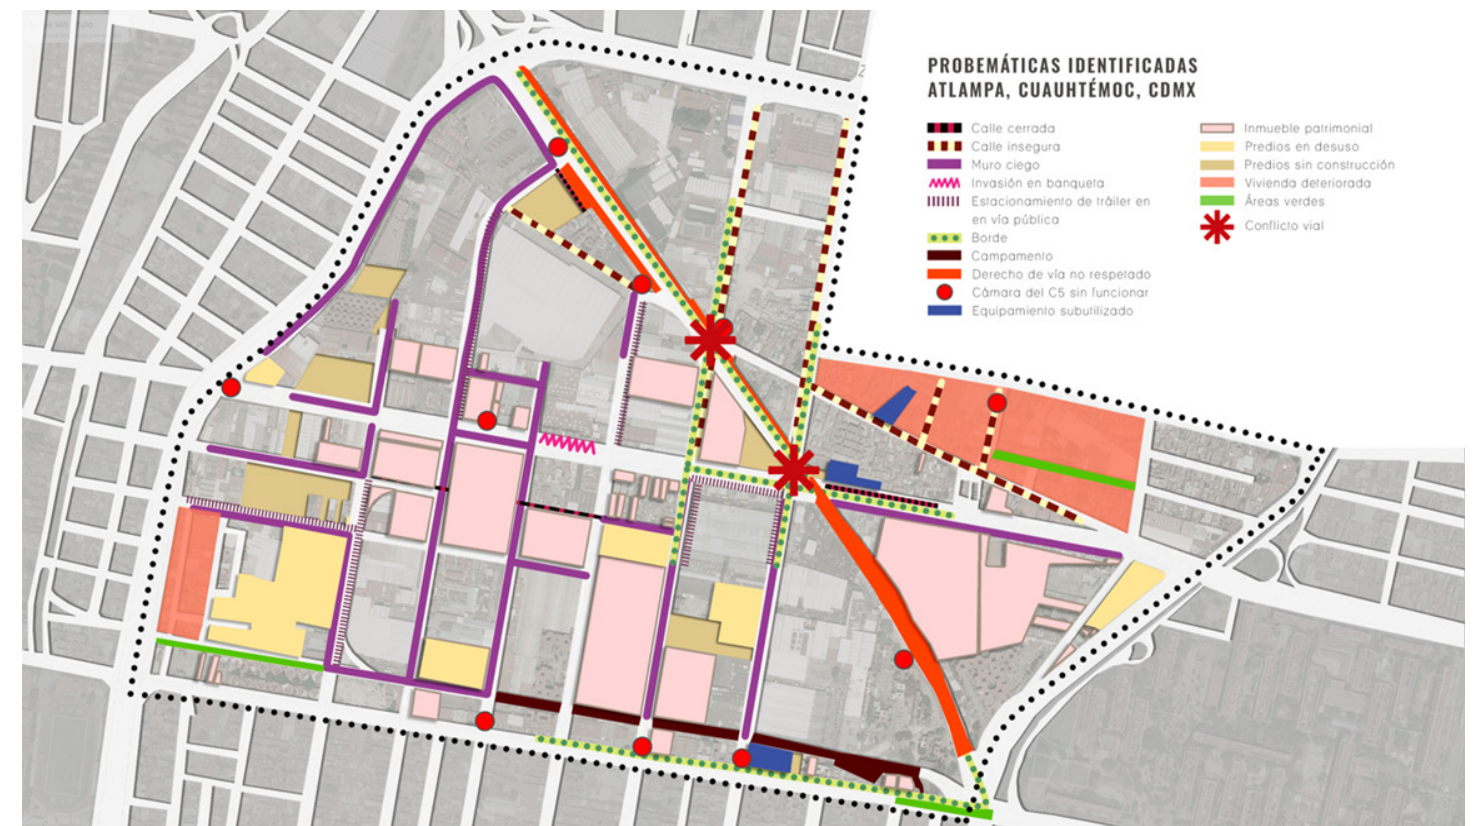 PROBEMÁTICAS IDENTIFICADAS
ATLAMPA, CUAUHTÉMOC, CDMX
Calle cerrada
Calle insegura
Muro ciego
Invasión en banqueta
Estacionamiento de tráiler en
en vía pública
Borde
Campamento
Derecho de vía no respetado
Cámara del C5 sin funcionar
Equipamiento subutilizado
Inmueble patrimonial
Predios en desuso
Predios sin construcción
Vivienda deteriorada
Áreas verdes
Conflicto vial